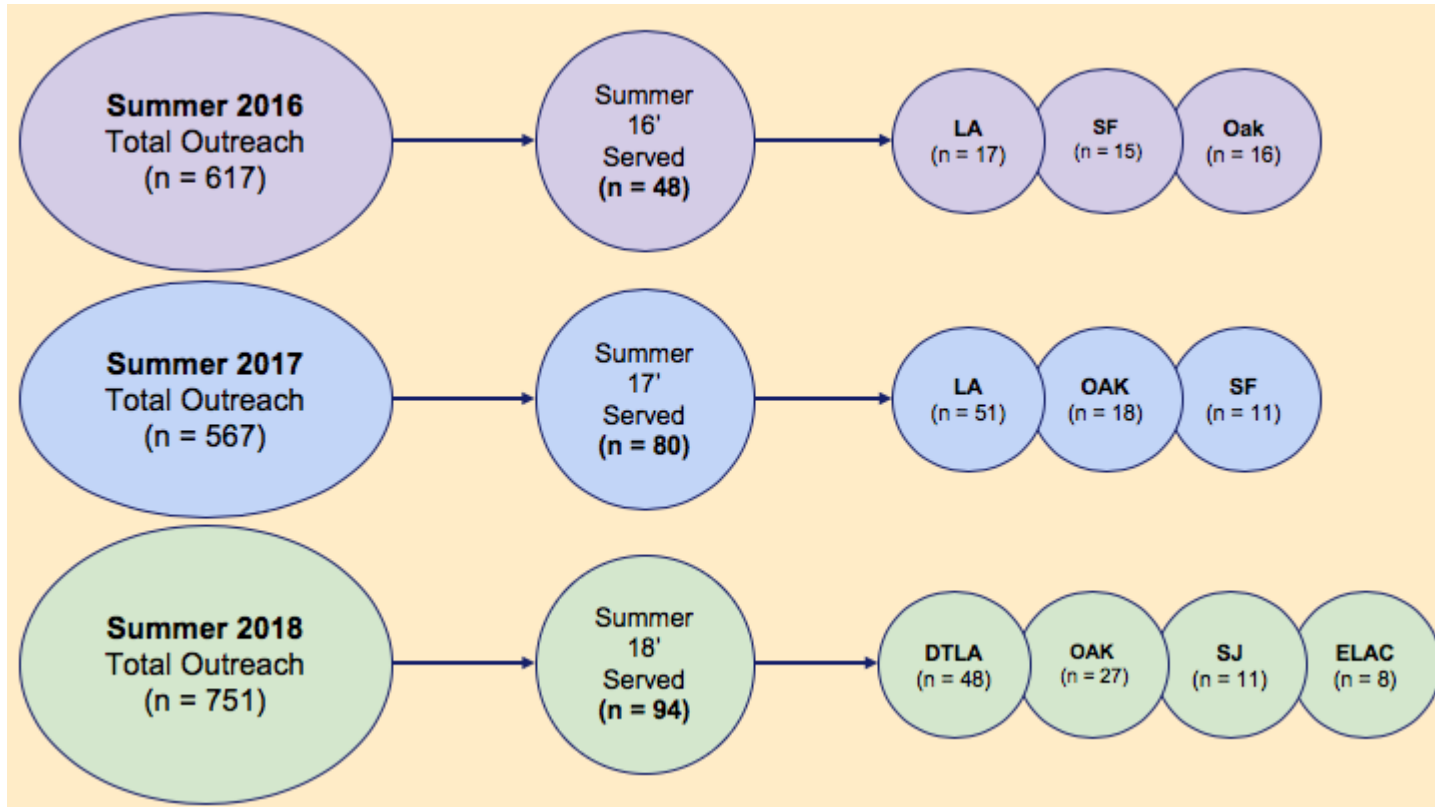 Summer 2016
Total Outreach
(n = 617)
Summer
16'
Served
(n = 48)
LA
(n = 17)
SF
(n = 15)
Oak
(n = 16)
Summer 2017
Total Outreach
(n = 567)
Summer
17'
Served
(n = 80)
LA
(n = 51)
OAK
(n = 18)
SF
(n = 11)
Summer 2018
Total Outreach
(n = 751)
Summer
18'
Served
(n = 94)
DTLA
(n = 48)
OAK
(n = 27)
SJ
(n = 11)
ELAC
(n = 8)